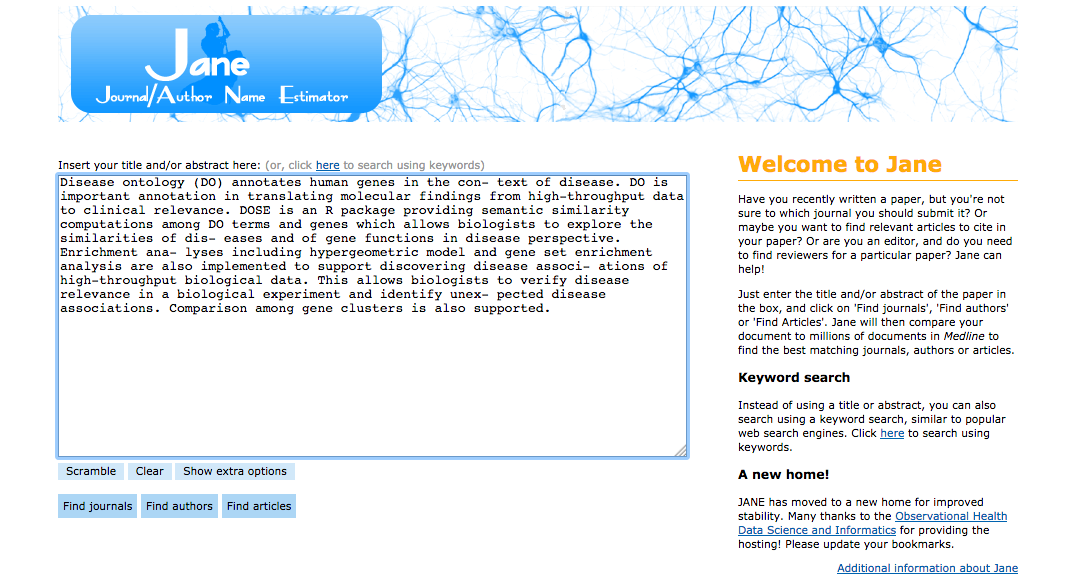 Jane
Journal/Author Name Estimator
Insert your title and/or abstract here: (or, click here to search using keywords)
Disease ontology (DO) annotates human genes in the con- text of disease. DO is
important annotation in translating molecular findings from high-throughput data
to clinical relevance. DOSE is an R package providing semantic similarity
computations among DO terms and genes which allows biologists to explore the
similarities of dis- eases and of gene functions in disease perspective.
Enrichment ana- lyses including hypergeometric model and gene set enrichment
analysis are also implemented to support discovering disease associ- ations of
high-throughput biological data. This allows biologists to verify disease
relevance in a biological experiment and identify unex- pected disease
associations. Comparison among gene clusters is also supported.
Scramble Clear Show extra options
Find journals Find authors Find articles
Welcome to Jane
Have you recently written a paper, but you're not
sure to which journal you should submit it? Or
maybe you want to find relevant articles to cite in
your paper? Or are you an editor, and do you need
to find reviewers for a particular paper? Jane can
help!
Just enter the title and/or abstract of the paper in
the box, and click on 'Find journals', 'Find authors'
or 'Find Articles'. Jane will then compare your
document to millions of documents in Medline to
find the best matching journals, authors or articles.
Keyword search
Instead of using a title or abstract, you can also
search using a keyword search, similar to popular
web search engines. Click here to search using
keywords.
A new home!
JANE has moved to a new home for improved
stability. Many thanks to the Observational Health
Data Science and Informatics for providing the
hosting! Please update your bookmarks.
Additional information about Jane